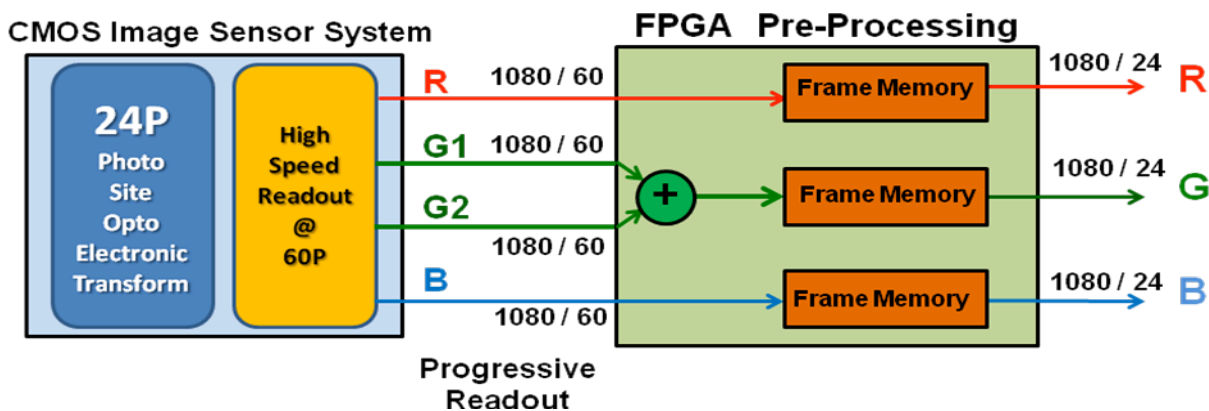 CMOS Image Sensor System
FPGA Pre-Processing
24P
Photo
Site
Opto
Electronic
Transform
High
Speed
Readout
@
60P
R
1080 / 60
G1
1080 / 60
G2
1080 / 60
B
1080 / 60
Progressive
Readout
+
Frame Memory
Frame Memory
Frame Memory
1080 / 24
R
1080 / 24
G
1080 / 24
B